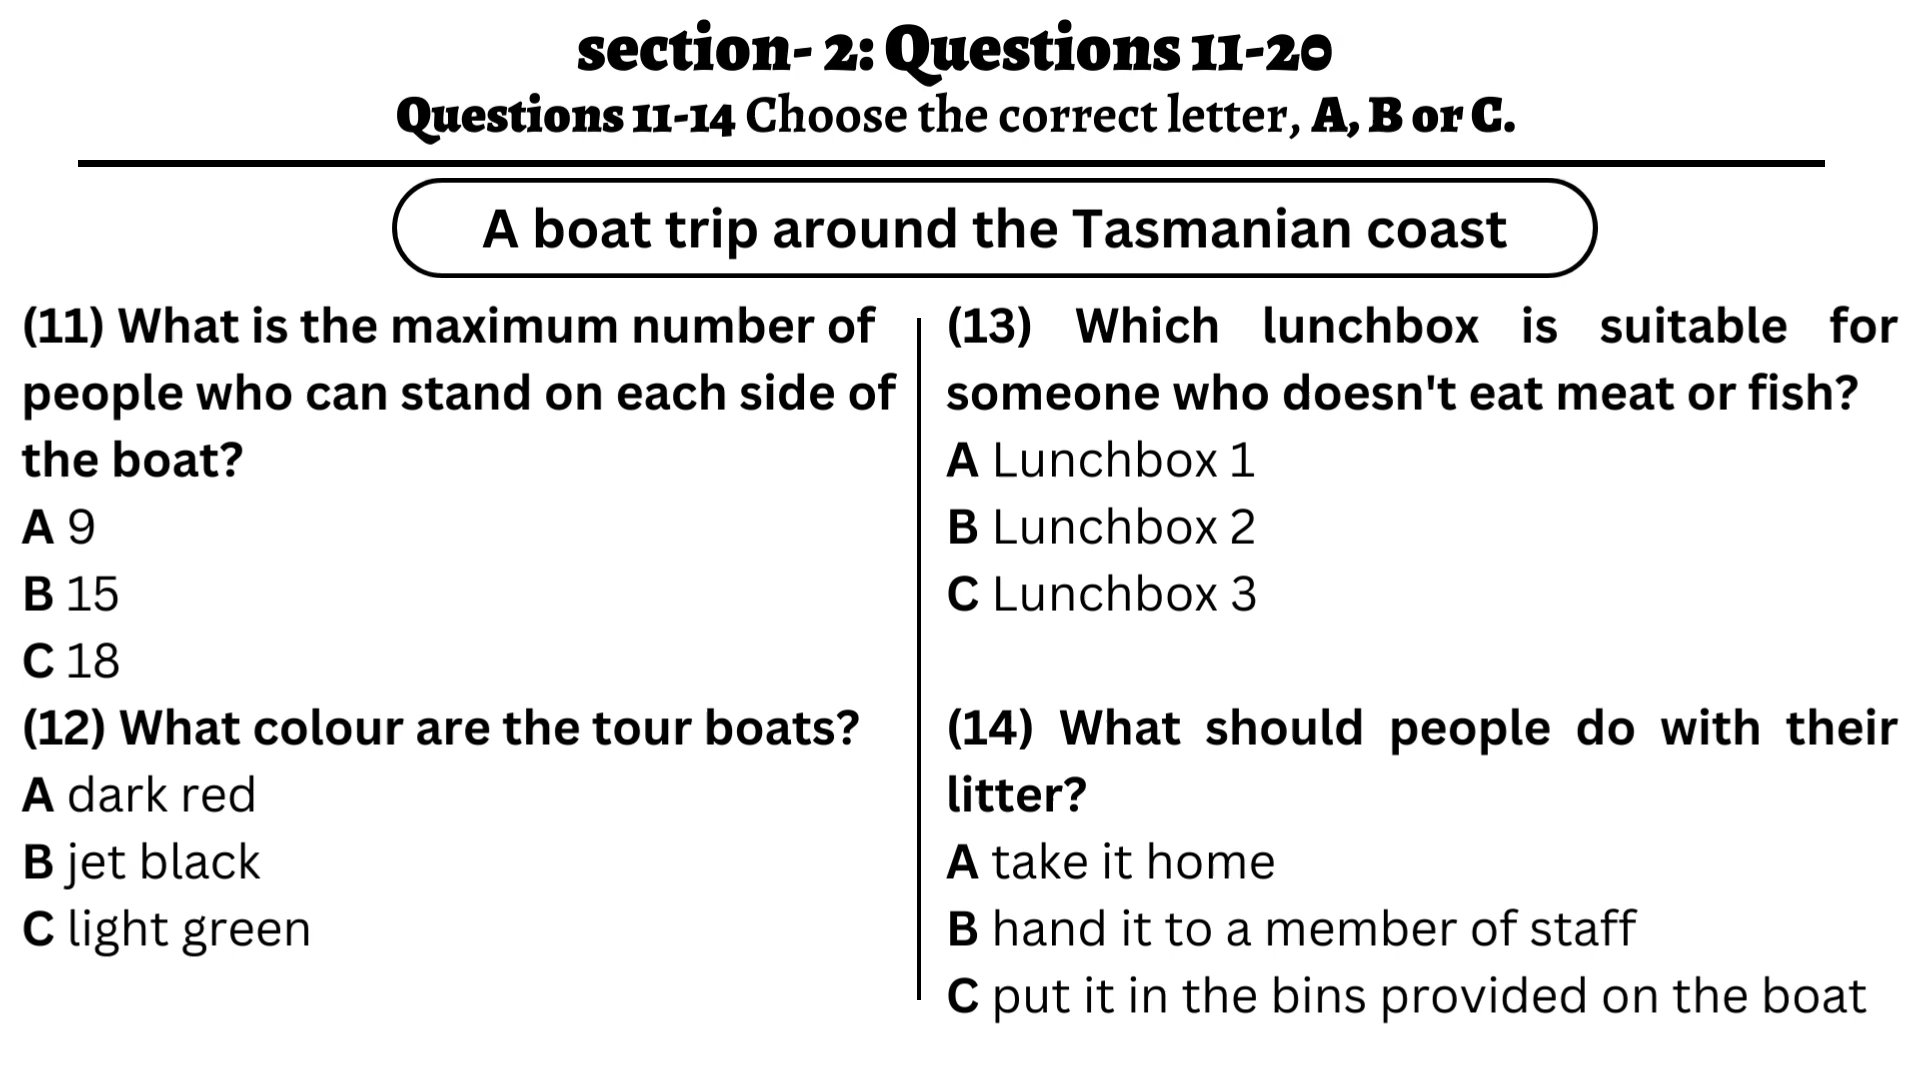 section- 2: Questions 11-20
Questions 11-14 Choose the correct letter, A, B or C.
A boat trip around the Tasmanian coast
(11) What is the maximum number of
people who can stand on each side of
the boat?
A 9
B 15
C 18
(12) What colour are the tour boats?
A dark red
B jet black
C light green
(13) Which lunchbox is suitable for
someone who doesn't eat meat or fish?
A Lunchbox 1
B Lunchbox 2
C Lunchbox 3
(14) What should people do with their
litter?
A take it home
B hand it to a member of staff
C put it in the bins provided on the boat